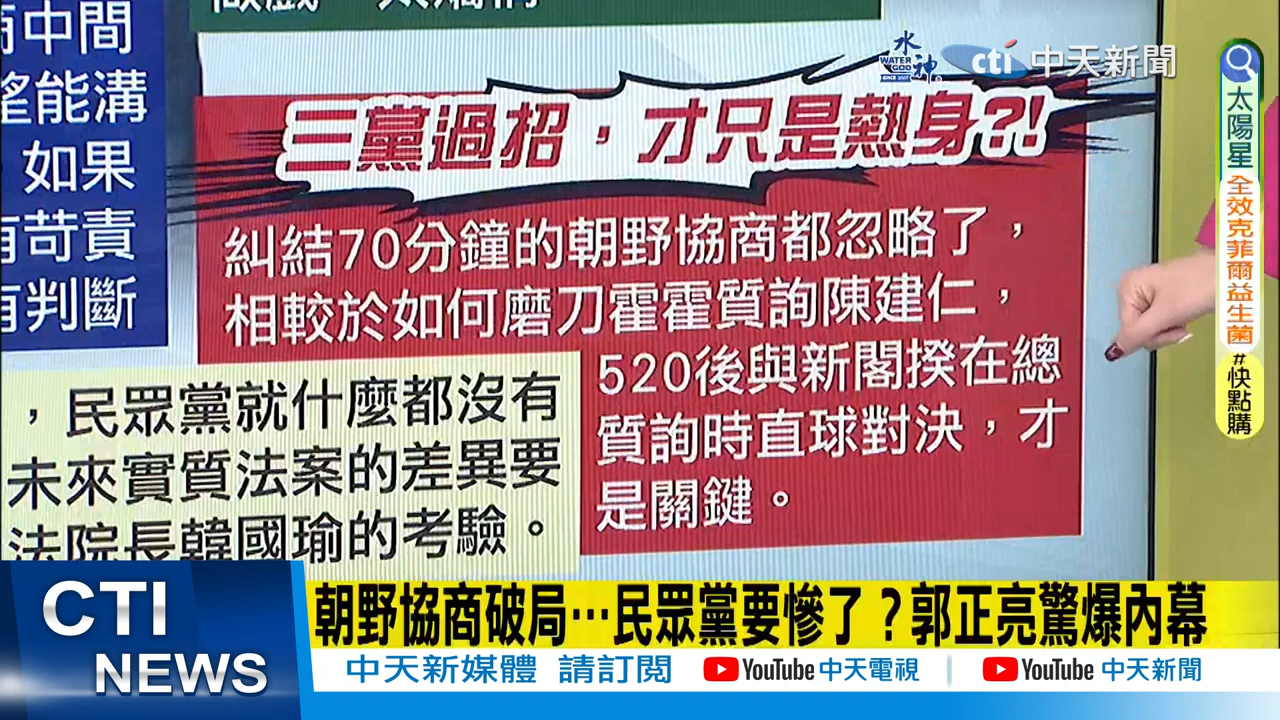 商中間
望能溝
如果
有苛責
有判斷
水神
WATER GOD
SINCE 2007
cti 中天新聞
三黨過招，才只是熱身?!
糾結70分鐘的朝野協商都忽略了，
相較於如何磨刀霍霍質詢陳建仁，
520後與新閣揆在總
質詢時直球對決，才
是關鍵。
，民眾黨就什麼都沒有
未來實質法案的差異要
法院長韓國瑜的考驗。
太陽星 全效克菲爾益生菌 #快點購
CTI
NEWS
朝野協商破局…民眾黨要慘了？郭正亮驚爆內幕
中天新媒體 請訂閱 YouTube 中天電視 YouTube 中天新聞